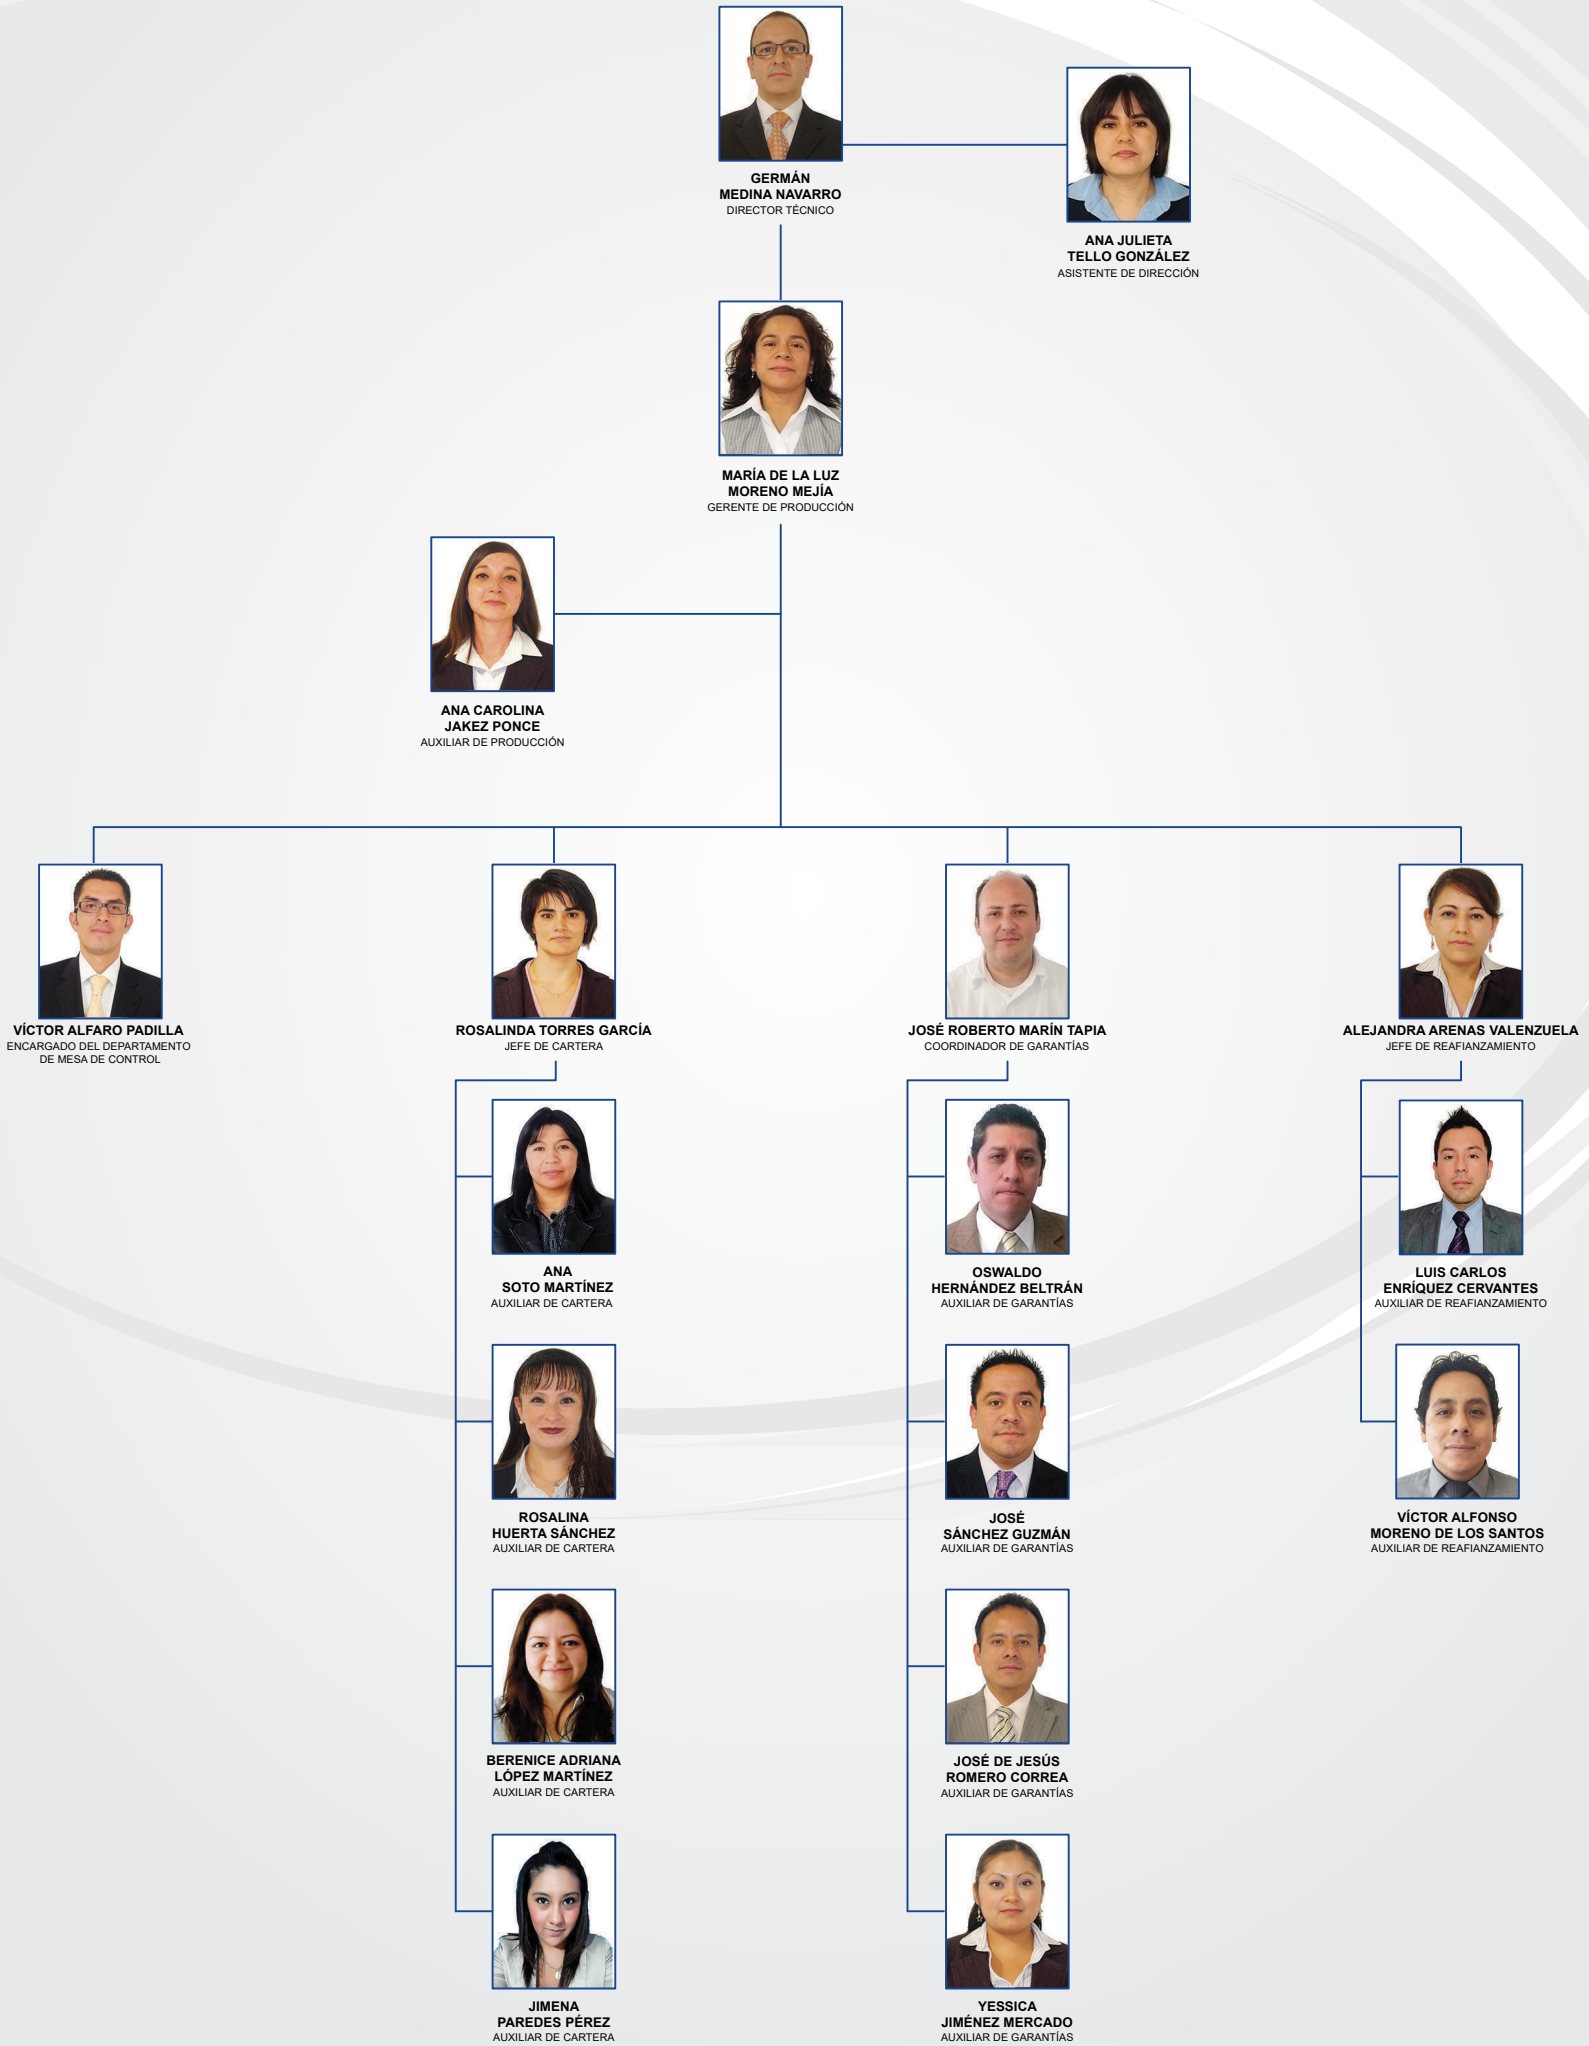 GERMÁN
MEDINA NAVARRO
DIRECTOR TÉCNICO
ANA JULIETA
TELLO GONZÁLEZ
ASISTENTE DE DIRECCIÓN
MARÍA DE LA LUZ
MORENO MEJÍA
GERENTE DE PRODUCCIÓN
ANA CAROLINA
JAKEZ PONCE
AUXILIAR DE PRODUCCIÓN
VÍCTOR ALFARO PADILLA
ENCARGADO DEL DEPARTAMENTO
DE MESA DE CONTROL
ROSALINDA TORRES GARCÍA
JEFE DE CARTERA
JOSÉ ROBERTO MARÍN TAPIA
COORDINADOR DE GARANTÍAS
ALEJANDRA ARENAS VALENZUELA
JEFE DE REAFIANZAMIENTO
ANA
SOTO MARTÍNEZ
AUXILIAR DE CARTERA
OSWALDO
HERNÁNDEZ BELTRÁN
AUXILIAR DE GARANTÍAS
LUIS CARLOS
ENRÍQUEZ CERVANTES
AUXILIAR DE REAFIANZAMIENTO
ROSALINA
HUERTA SÁNCHEZ
AUXILIAR DE CARTERA
JOSÉ
SÁNCHEZ GUZMÁN
AUXILIAR DE GARANTÍAS
VÍCTOR ALFONSO
MORENO DE LOS SANTOS
AUXILIAR DE REAFIANZAMIENTO
BERENICE ADRIANA
LÓPEZ MARTÍNEZ
AUXILIAR DE CARTERA
JOSÉ DE JESÚS
ROMERO CORREA
AUXILIAR DE GARANTÍAS
JIMENA
PAREDES PÉREZ
AUXILIAR DE CARTERA
YESSICA
JIMÉNEZ MERCADO
AUXILIAR DE GARANTÍAS